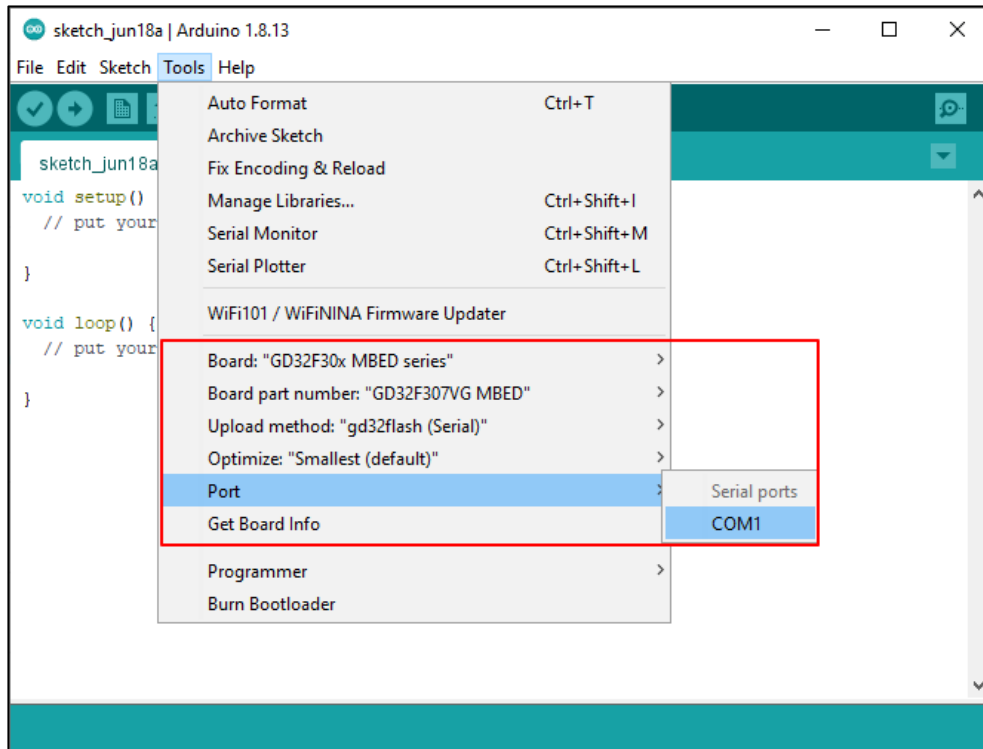 sketch_jun18a | Arduino 1.8.13
File Edit Sketch Tools Help
Auto Format Ctrl+T
Archive Sketch
sketch_jun18a
Fix Encoding & Reload
void setup()
Manage Libraries... Ctrl+Shift+I
// put your
Serial Monitor Ctrl+Shift+M
}
Serial Plotter Ctrl+Shift+L
WiFi101 / WiFiNINA Firmware Updater
void loop() {
// put your
Board: "GD32F30x MBED series"
}
Board part number: "GD32F307VG MBED"
Upload method: "gd32flash (Serial)"
Optimize: "Smallest (default)"
Port Serial ports
Get Board Info COM1
Programmer
Burn Bootloader